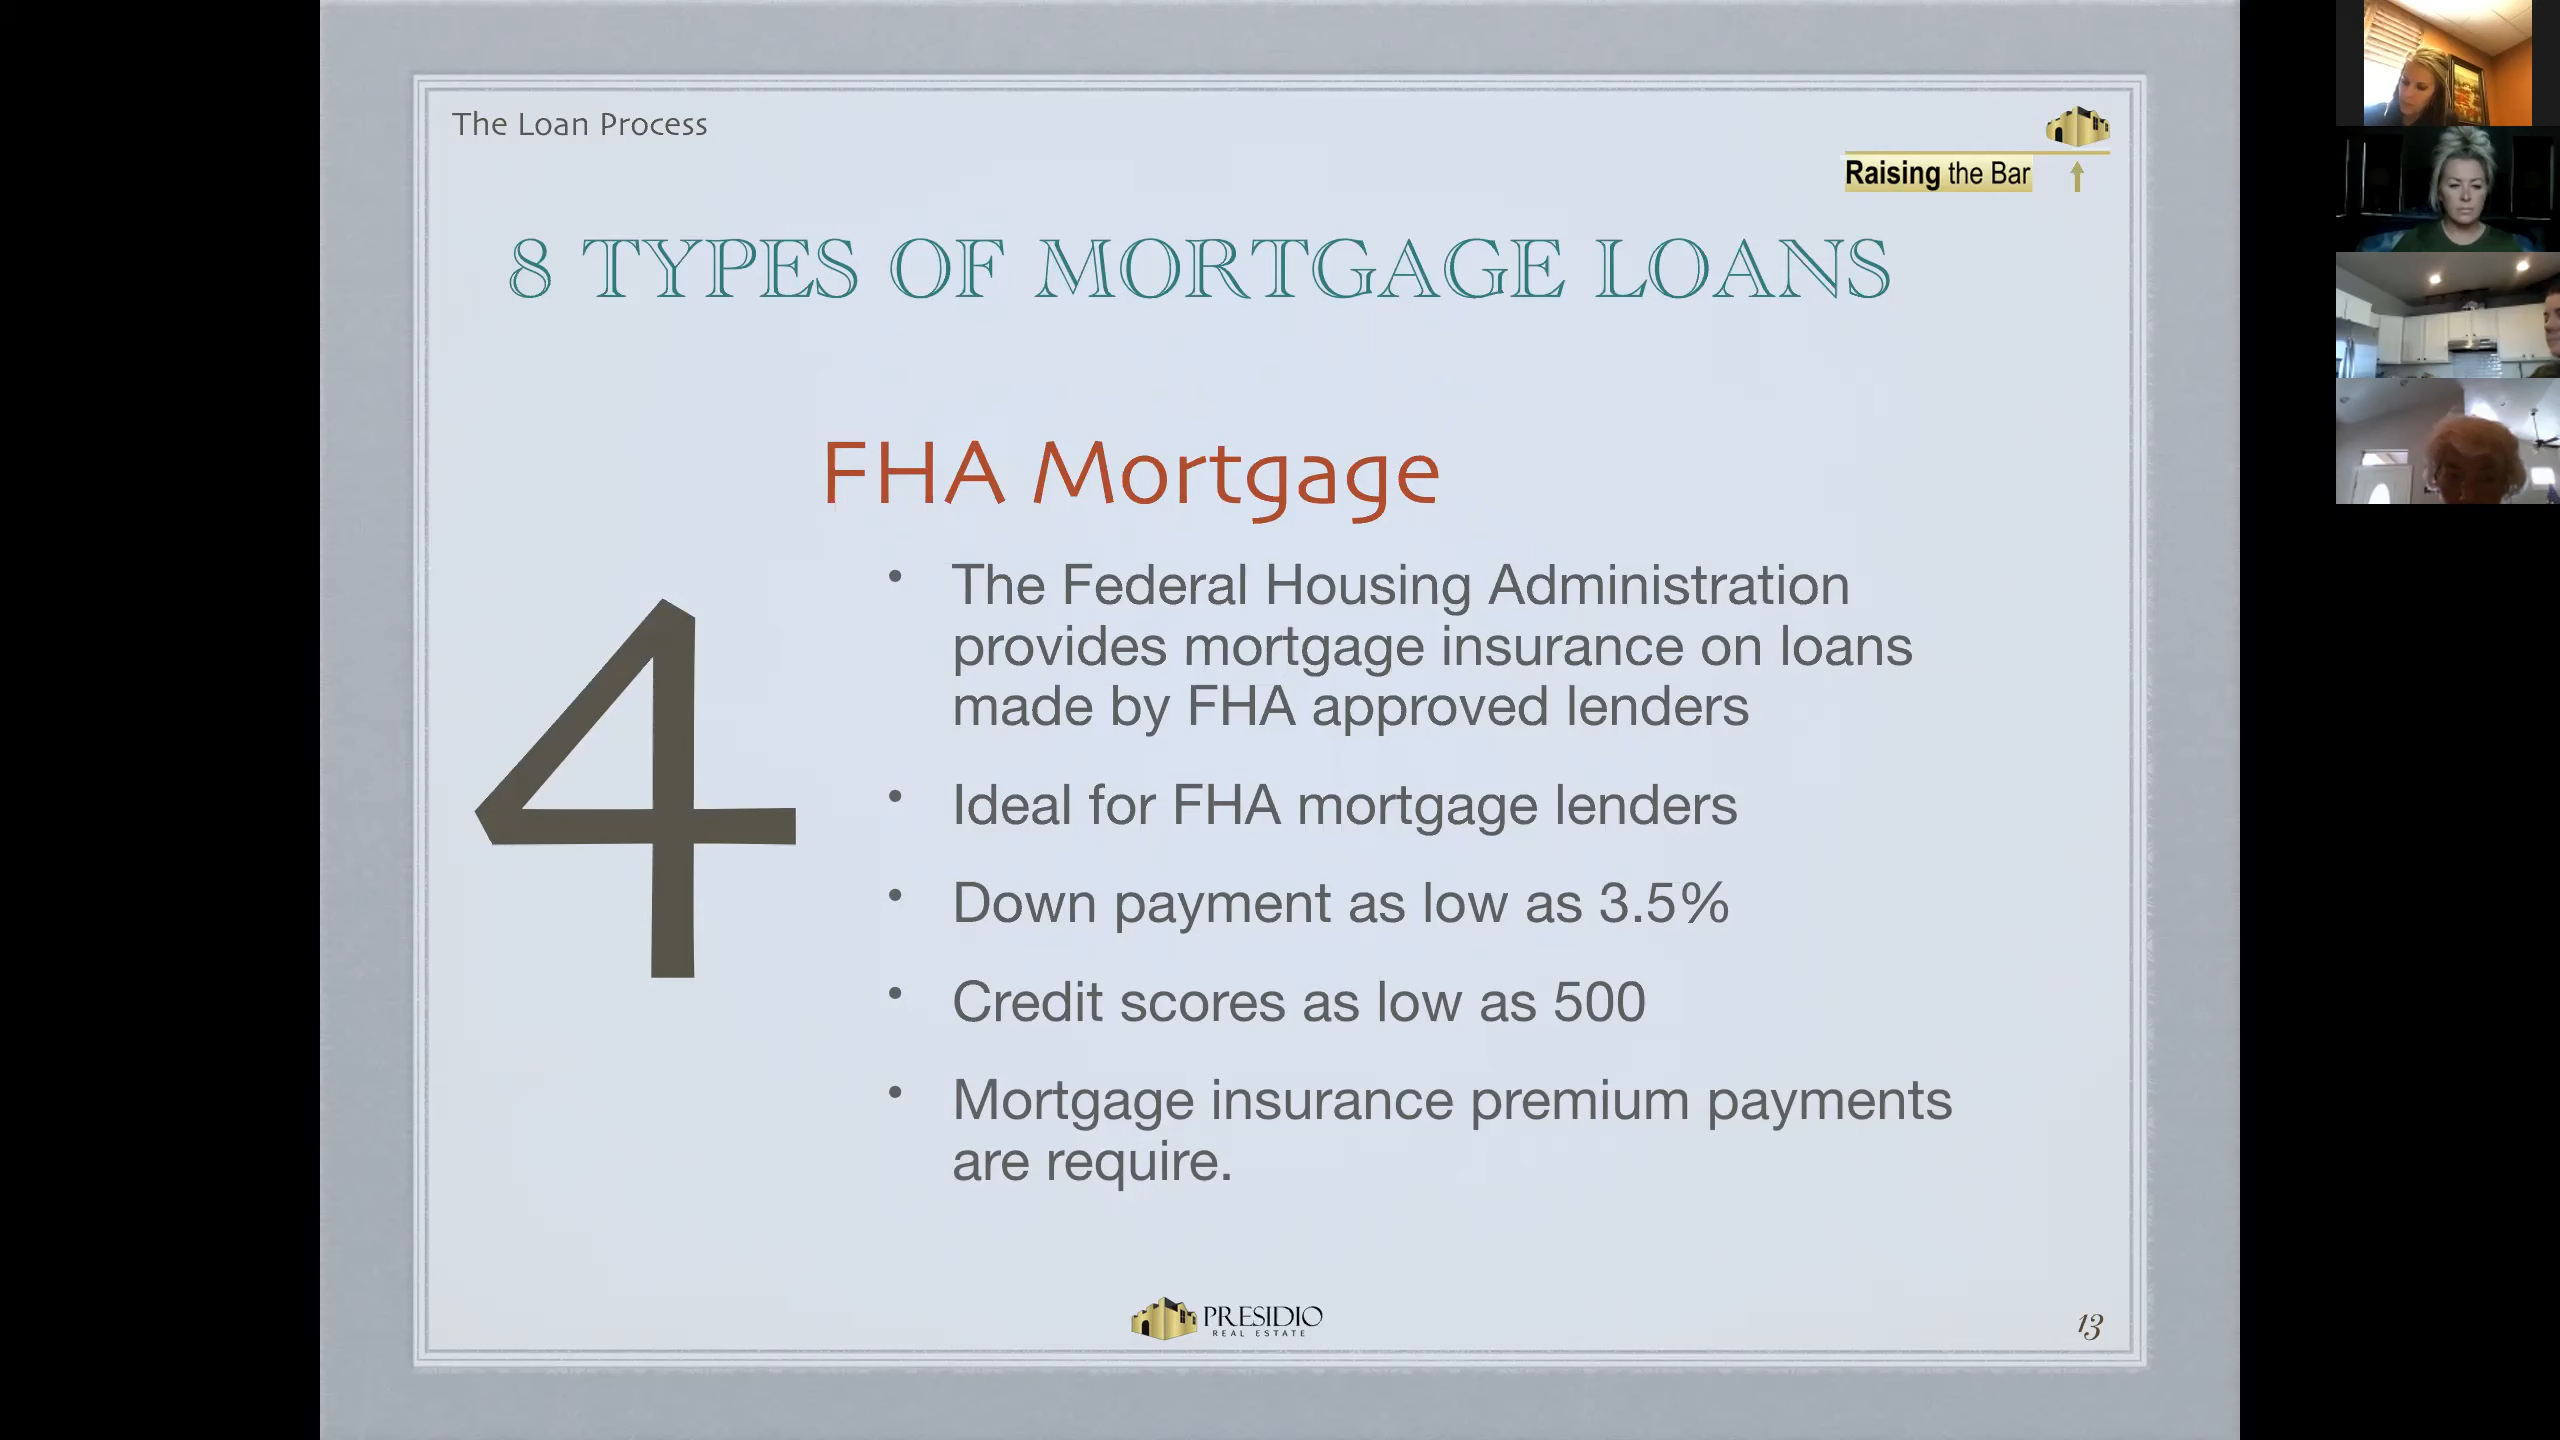 The Loan Process
Raising the Bar
8 TYPES OF MORTGAGE LOANS
FHA Mortgage
4
• The Federal Housing Administration
provides mortgage insurance on loans
made by FHA approved lenders
• Ideal for FHA mortgage lenders
• Down payment as low as 3.5%
• Credit scores as low as 500
• Mortgage insurance premium payments
are require.
PRESIDIO
REAL ESTATE
13